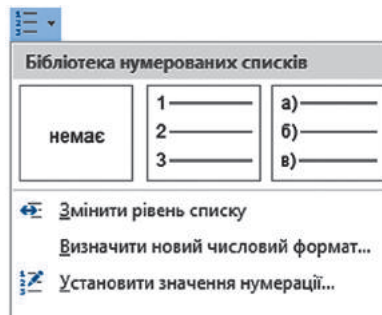 Бібліотека нумерованих списків
немає
1
2
3
а)
б)
в)
Змінити рівень списку
Визначити новий числовий формат...
Установити значення нумерації...